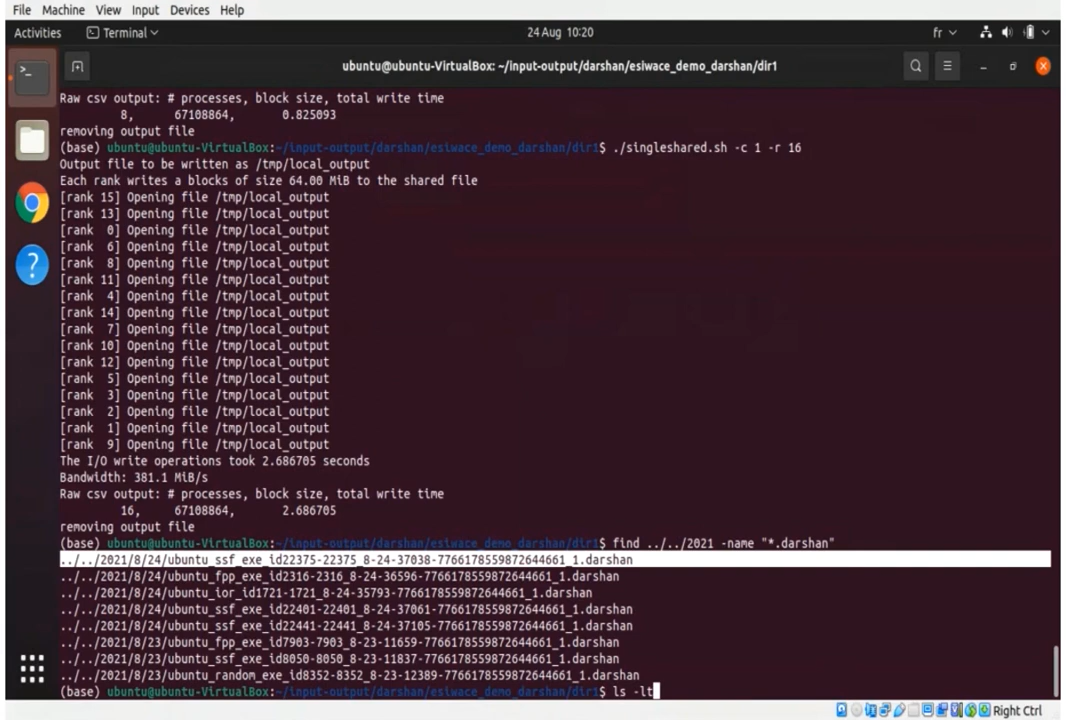 File Machine View Input Devices Help
Activities Terminal 24 Aug 10:20 fr
ubuntu@ubuntu-VirtualBox: ~/input-output/darshan/esiwace_demo_darshan/dir1
Raw csv output: # processes, block size, total write time
8, 67108864, 0.825093
removing output file
(base) ubuntu@ubuntu-VirtualBox:~/input-output/darshan/esiwace_demo_darshan/dir1$ ./singleshared.sh -c 1 -r 16
Output file to be written as /tmp/local_output
Each rank writes a blocks of size 64.00 MiB to the shared file
[rank 15] Opening file /tmp/local_output
[rank 13] Opening file /tmp/local_output
[rank  0] Opening file /tmp/local_output
[rank  6] Opening file /tmp/local_output
[rank  8] Opening file /tmp/local_output
[rank 11] Opening file /tmp/local_output
[rank  4] Opening file /tmp/local_output
[rank 14] Opening file /tmp/local_output
[rank  7] Opening file /tmp/local_output
[rank 10] Opening file /tmp/local_output
[rank 12] Opening file /tmp/local_output
[rank  5] Opening file /tmp/local_output
[rank  3] Opening file /tmp/local_output
[rank  2] Opening file /tmp/local_output
[rank  1] Opening file /tmp/local_output
[rank  9] Opening file /tmp/local_output
The I/O write operations took 2.686705 seconds
Bandwidth: 381.1 MiB/s
Raw csv output: # processes, block size, total write time
16, 67108864, 2.686705
removing output file
(base) ubuntu@ubuntu-VirtualBox:~/input-output/darshan/esiwace_demo_darshan/dir1$ find ../../2021 -name "*.darshan"
../../2021/8/24/ubuntu_ssf_exe_id22375-22375_8-24-37038-7766178559872644661_1.darshan
../../2021/8/24/ubuntu_fpp_exe_id2316-2316_8-24-36596-7766178559872644661_1.darshan
../../2021/8/24/ubuntu_ior_id1721-1721_8-24-35793-7766178559872644661_1.darshan
../../2021/8/24/ubuntu_ssf_exe_id22401-22401_8-24-37061-7766178559872644661_1.darshan
../../2021/8/24/ubuntu_ssf_exe_id22441-22441_8-24-37105-7766178559872644661_1.darshan
../../2021/8/23/ubuntu_fpp_exe_id7903-7903_8-23-11659-7766178559872644661_1.darshan
../../2021/8/23/ubuntu_ssf_exe_id8050-8050_8-23-11837-7766178559872644661_1.darshan
../../2021/8/23/ubuntu_random_exe_id8352-8352_8-23-12389-7766178559872644661_1.darshan
(base) ubuntu@ubuntu-VirtualBox:~/input-output/darshan/esiwace_demo_darshan/dir1$ ls -lt
Right Ctrl